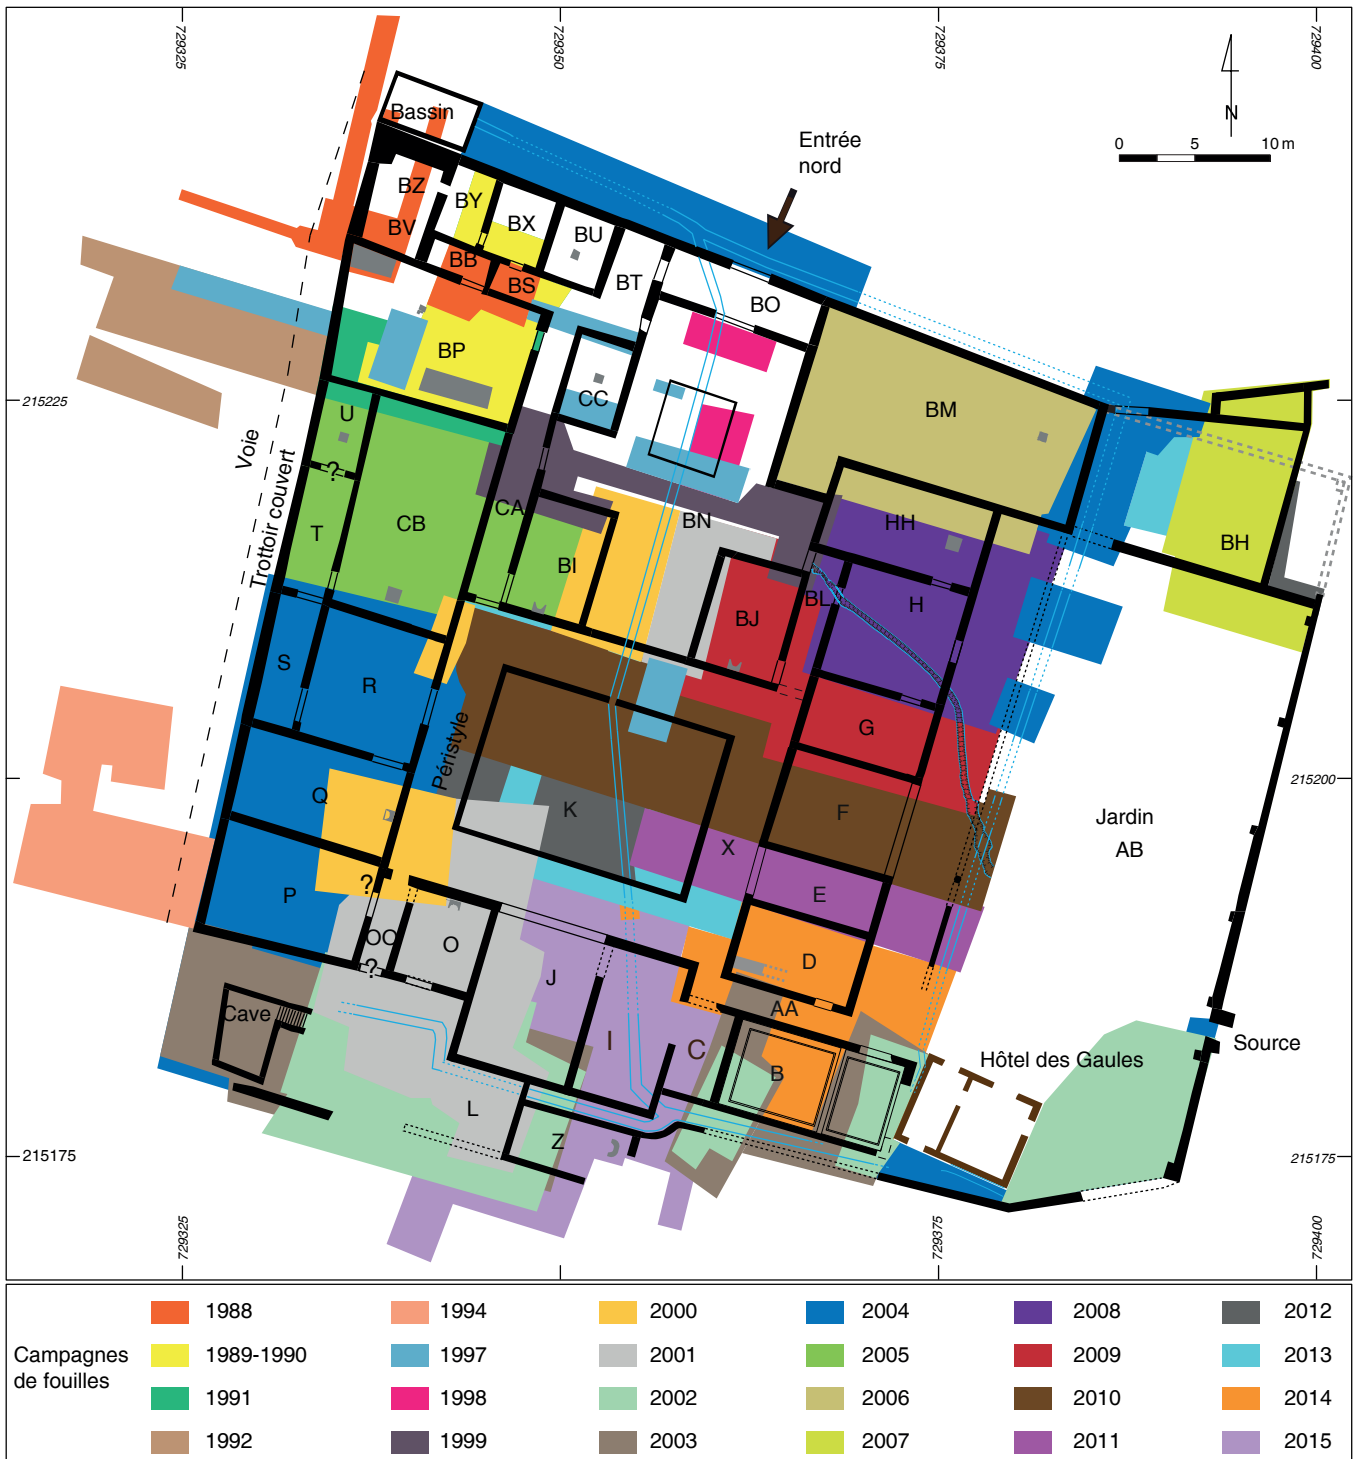 729325
729350
729375
729400
Bassin
Entrée
nord
N
0 5 10 m
BZ
BY
BV
BX
BU
BB
BS
BT
BO
BP
CC
BM
215225
U
?
Voie
Trottoir couvert
T
CB
CA
BN
HH
BH
BI
BJ
BL
H
S
R
Péristyle
G
215200
Q
K
X
F
Jardin
AB
?
P
E
OO
?
O
J
D
Cave
I
C
AA
B
Hôtel des Gaules
Source
L
Z
215175
215175
729325
729375
729400
Campagnes
de fouilles
1988
1989-1990
1991
1992
1994
1997
1998
1999
2000
2001
2002
2003
2004
2005
2006
2007
2008
2009
2010
2011
2012
2013
2014
2015